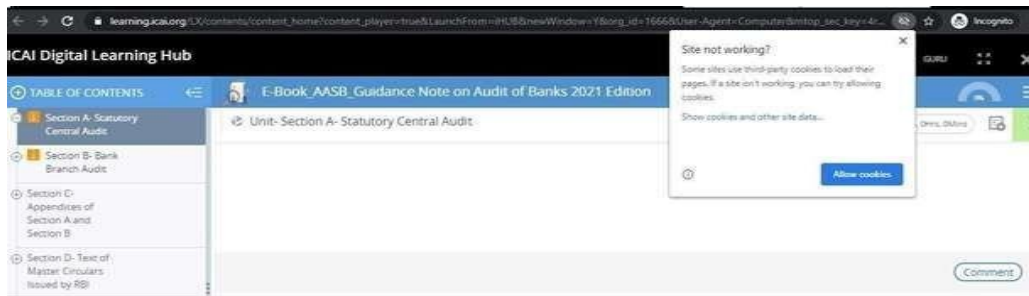 learning.icai.org/LX/contents/content_home?content_player=true&LaunchFrom=iHUB&newWindow=Y&org_id=1666&User-Agent=Computer&mtop_sec_key=4r...
Incognito
ICAI Digital Learning Hub
GURU
Site not working?
Some sites use third-party cookies to load their
pages. If a site isn't working, you can try allowing
cookies.
Show cookies and other site data...
Allow cookies
TABLE OF CONTENTS
E-Book_AASB_Guidance Note on Audit of Banks 2021 Edition
Section A- Statutory
Central Audit
Unit- Section A- Statutory Central Audit
0Hrs, 0Mins
Section B- Bank
Branch Audit
Section C-
Appendices of
Section A and
Section B
Section D- Text of
Master Circulars
Issued by RBI
Comment